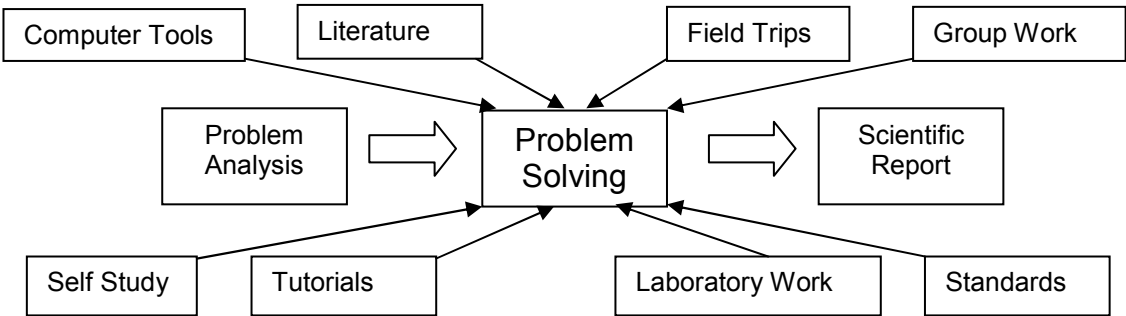 Computer Tools
Literature
Field Trips
Group Work
Problem
Analysis
Problem
Solving
Scientific
Report
Self Study
Tutorials
Laboratory Work
Standards